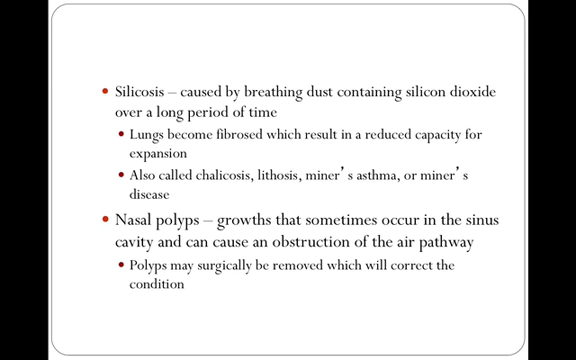 • Silicosis – caused by breathing dust containing silicon dioxide
over a long period of time
• Lungs become fibrosed which result in a reduced capacity for
expansion
• Also called chalicosis, lithosis, miner’s asthma, or miner’s
disease
• Nasal polyps – growths that sometimes occur in the sinus
cavity and can cause an obstruction of the air pathway
• Polyps may surgically be removed which will correct the
condition